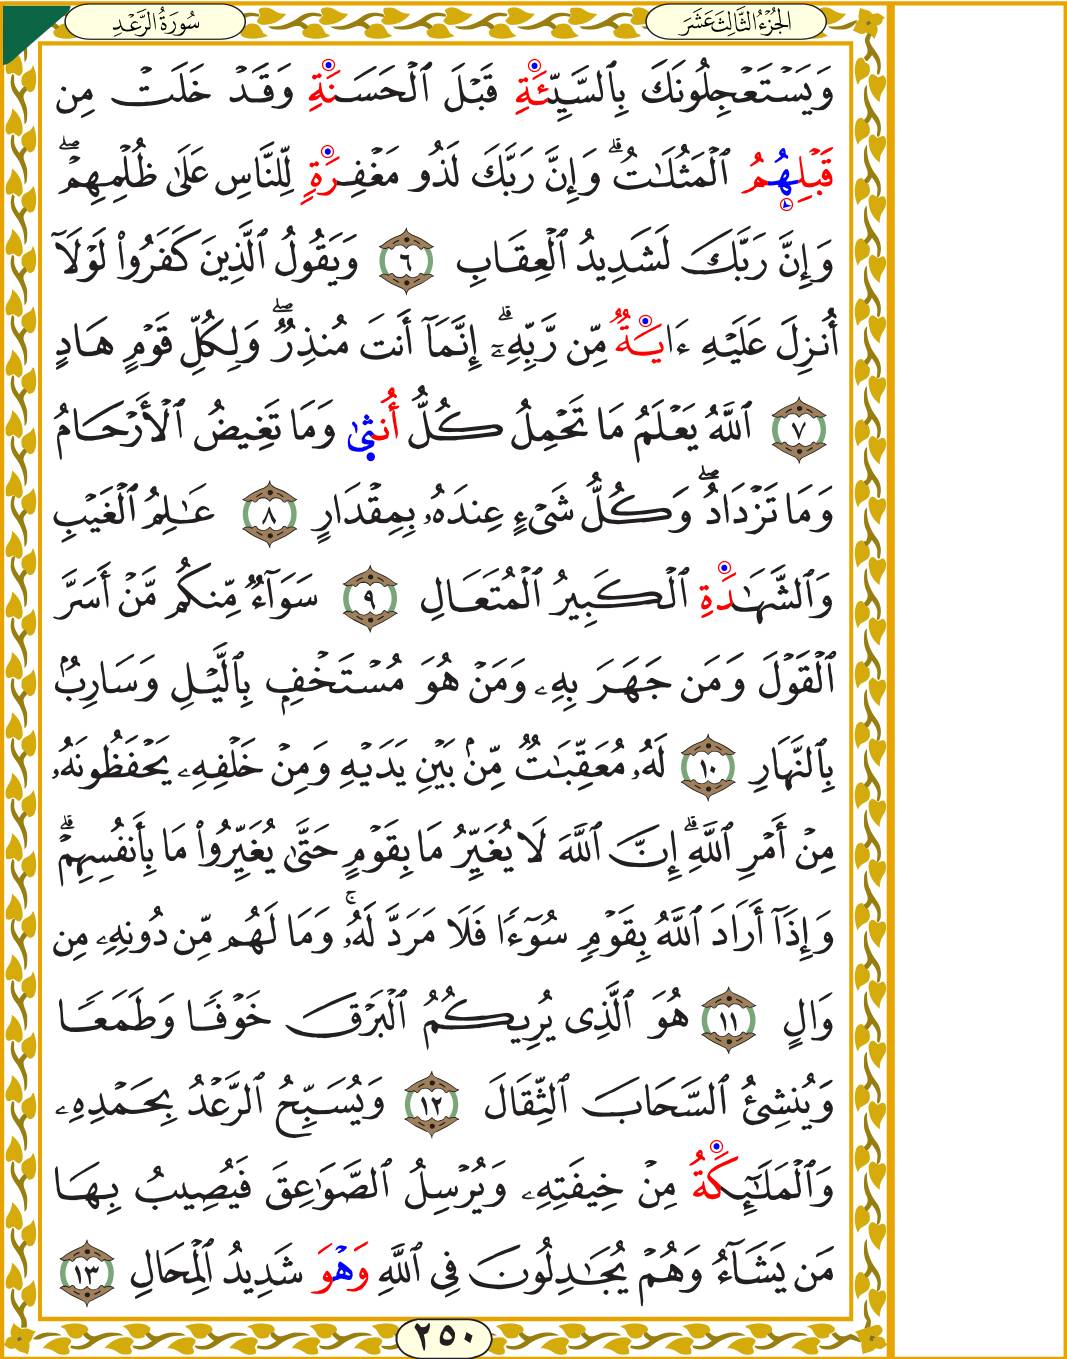 الجُزْءُ الثَّالِثَ عَشَرَ
سُورَةُ الرَّعْدِ
وَيَسْتَعْجِلُونَكَ بِٱلسَّيِّئَةِ قَبْلَ ٱلْحَسَنَةِ وَقَدْ خَلَتْ مِن
قَبْلِهِمُ ٱلْمَثُلَٰتُ ۗ وَإِنَّ رَبَّكَ لَذُو مَغْفِرَةٍ لِّلنَّاسِ عَلَىٰ ظُلْمِهِمْ ۖ
وَإِنَّ رَبَّكَ لَشَدِيدُ ٱلْعِقَابِ ٦ وَيَقُولُ ٱلَّذِينَ كَفَرُواْ لَوْلَآ
أُنزِلَ عَلَيْهِ ءَايَةٌ مِّن رَّبِّهِۦٓ ۗ إِنَّمَآ أَنتَ مُنذِرٌ ۖ وَلِكُلِّ قَوْمٍ هَادٍ
٧ ٱللَّهُ يَعْلَمُ مَا تَحْمِلُ كُلُّ أُنثَىٰ وَمَا تَغِيضُ ٱلْأَرْحَامُ
وَمَا تَزْدَادُ ۖ وَكُلُّ شَىْءٍ عِندَهُۥ بِمِقْدَارٍ ٨ عَٰلِمُ ٱلْغَيْبِ
وَٱلشَّهَٰدَةِ ٱلْكَبِيرُ ٱلْمُتَعَالِ ٩ سَوَآءٌ مِّنكُم مَّنْ أَسَرَّ
ٱلْقَوْلَ وَمَن جَهَرَ بِهِۦ وَمَنْ هُوَ مُسْتَخْفٍۭ بِٱلَّيْلِ وَسَارِبٌۢ
بِٱلنَّهَارِ ١٠ لَهُۥ مُعَقِّبَٰتٌ مِّنۢ بَيْنِ يَدَيْهِ وَمِنْ خَلْفِهِۦ يَحْفَظُونَهُۥ
مِنْ أَمْرِ ٱللَّهِ ۗ إِنَّ ٱللَّهَ لَا يُغَيِّرُ مَا بِقَوْمٍ حَتَّىٰ يُغَيِّرُواْ مَا بِأَنفُسِهِمْ ۗ
وَإِذَآ أَرَادَ ٱللَّهُ بِقَوْمٍ سُوٓءًا فَلَا مَرَدَّ لَهُۥ ۚ وَمَا لَهُم مِّن دُونِهِۦ مِن
وَالٍ ١١ هُوَ ٱلَّذِى يُرِيكُمُ ٱلْبَرْقَ خَوْفًا وَطَمَعًا
وَيُنشِئُ ٱلسَّحَابَ ٱلثِّقَالَ ١٢ وَيُسَبِّحُ ٱلرَّعْدُ بِحَمْدِهِۦ
وَٱلْمَلَٰٓئِكَةُ مِنْ خِيفَتِهِۦ وَيُرْسِلُ ٱلصَّوَٰعِقَ فَيُصِيبُ بِهَا
مَن يَشَآءُ وَهُمْ يُجَٰدِلُونَ فِى ٱللَّهِ وَهْوَ شَدِيدُ ٱلْمِحَالِ ١٣
٢٥٠